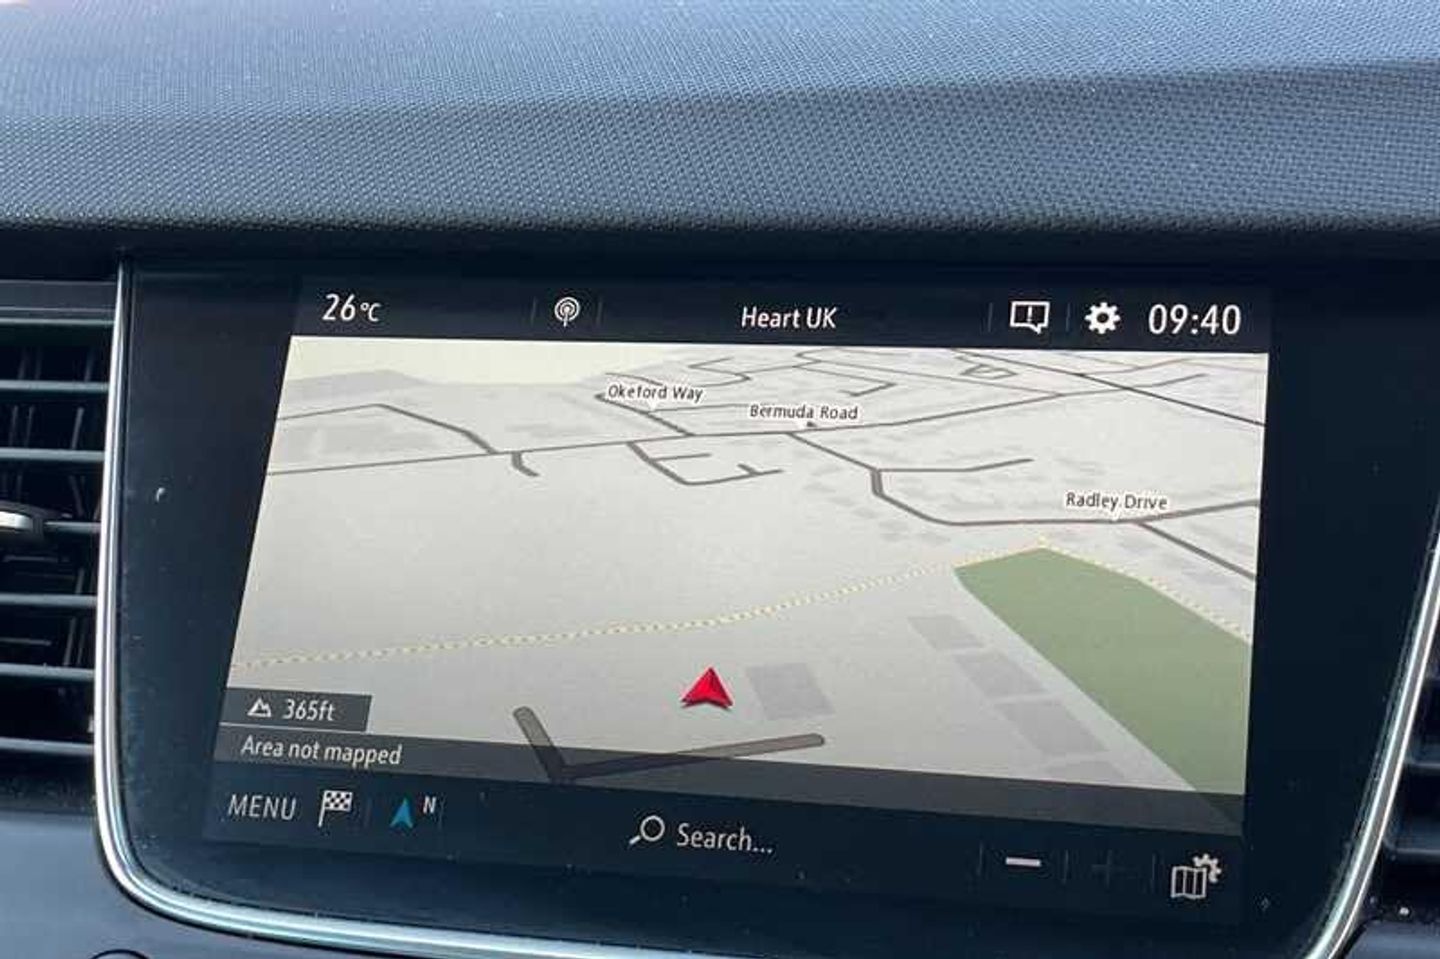 26°C
Heart UK
09:40
Okeford Way
Bermuda Road
Radley Drive
365ft
Area not mapped
MENU
N
Search...